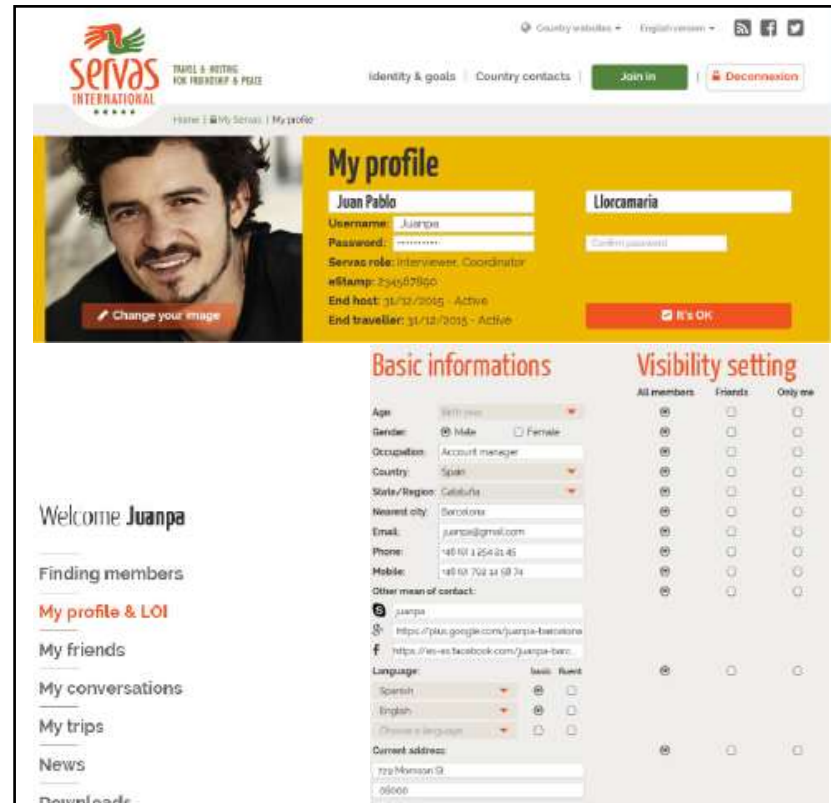 Country websites
English version
servas
INTERNATIONAL
TRAVEL & HOSTING
FOR FRIENDSHIP & PEACE
Identity & goals | Country contacts |
Join in
| Deconnexion
Home | My Servas | My profile
My profile
Juan Pablo
Llorcamaria
Username: Juanpa
Password:
Confirm password
Servas role: Interviewer, Coordinator
eStamp: 234567890
End host: 31/12/2015 - Active
End traveller: 31/12/2015 - Active
Change your image
It's OK
Basic informations
Visibility setting
All members Friends Only me
Age: Birth year
Gender: Male Female
Occupation: Account manager
Country: Spain
State/Region: Cataluña
Nearest city: Barcelona
Email: juanpa@gmail.com
Phone:
Mobile:
Other mean of contact:
juanpa
https://plus.google.com/juanpa-barcelona
https://es-es.facebook.com/juanpa-barc...
Language: basic fluent
Spanish
English
Choose a language
Current address:
729 Morrison St
06000
Welcome Juanpa
Finding members
My profile & LOI
My friends
My conversations
My trips
News
Downloads